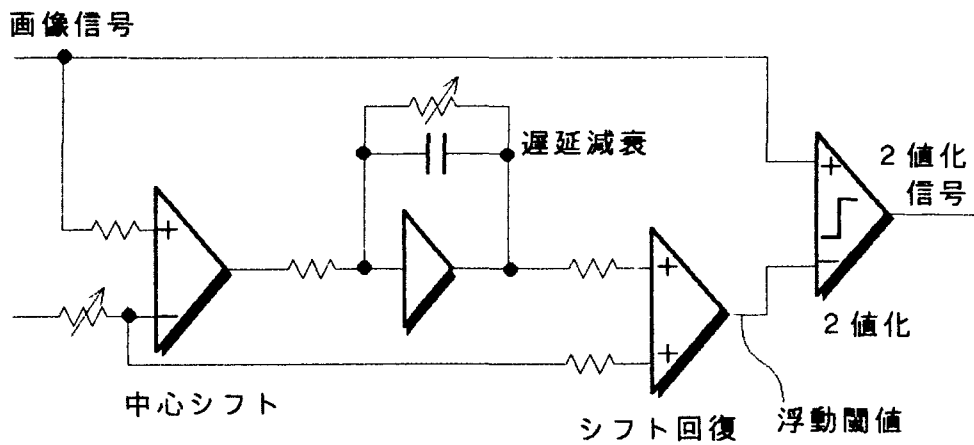 画像信号
遅延減衰
2値化
信号
2値化
中心シフト
シフト回復
浮動閾値